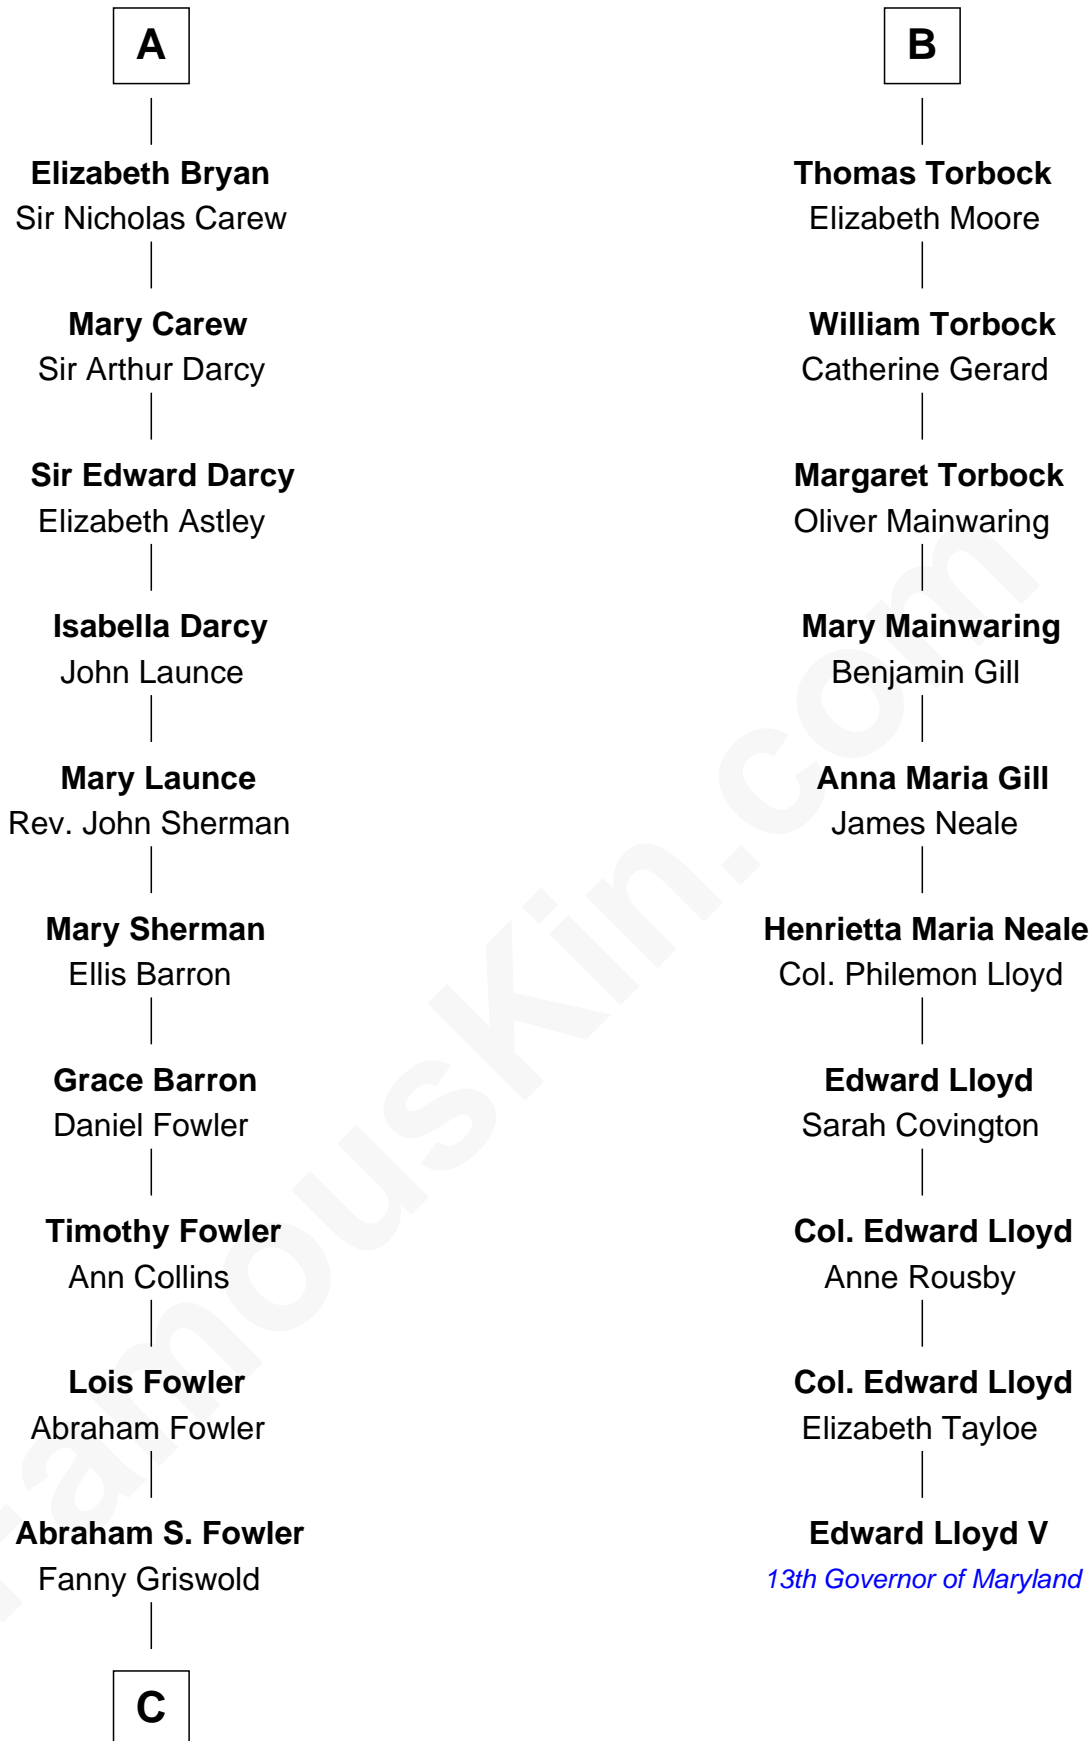 A
Elizabeth Bryan
Sir Nicholas Carew
Mary Carew
Sir Arthur Darcy
Sir Edward Darcy
Elizabeth Astley
Isabella Darcy
John Launce
Mary Launce
Rev. John Sherman
Mary Sherman
Ellis Barron
Grace Barron
Daniel Fowler
Timothy Fowler
Ann Collins
Lois Fowler
Abraham Fowler
Abraham S. Fowler
Fanny Griswold
C
B
Thomas Torbock
Elizabeth Moore
William Torbock
Catherine Gerard
Margaret Torbock
Oliver Mainwaring
Mary Mainwaring
Benjamin Gill
Anna Maria Gill
James Neale
Henrietta Maria Neale
Col. Philemon Lloyd
Edward Lloyd
Sarah Covington
Col. Edward Lloyd
Anne Rousby
Col. Edward Lloyd
Elizabeth Tayloe
Edward Lloyd V
13th Governor of Maryland
FamousKin.com